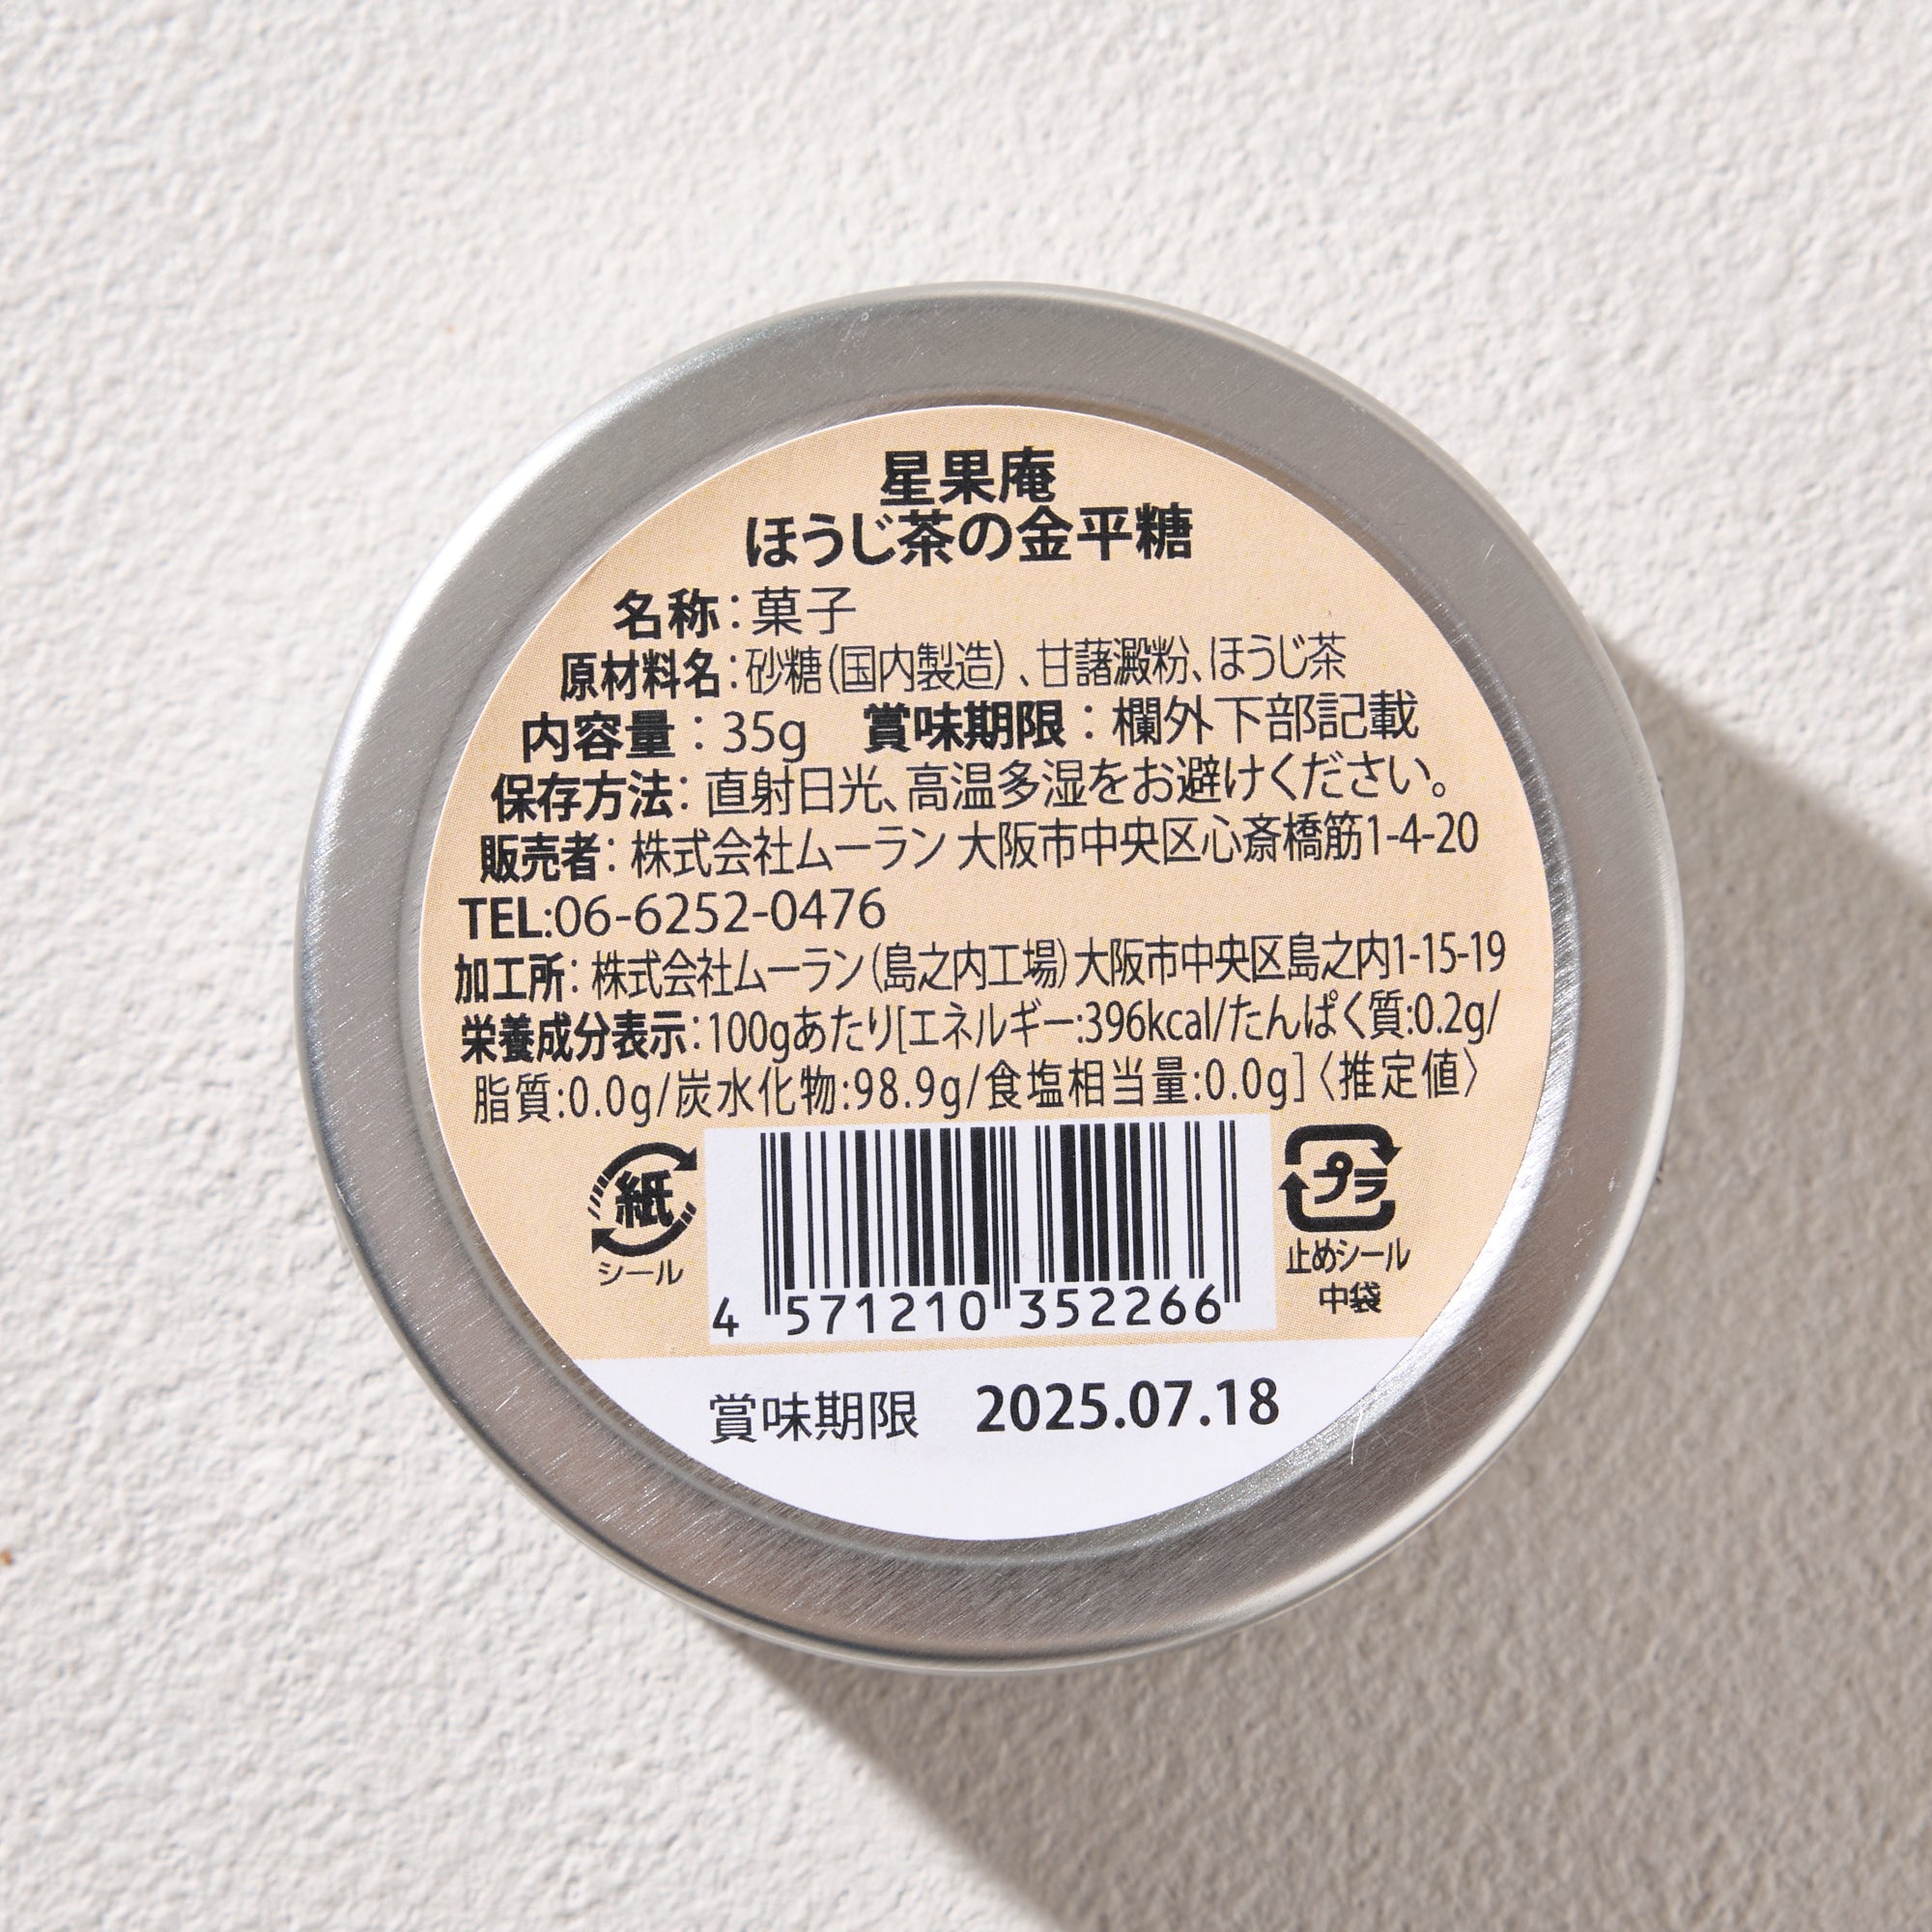 星果庵
ほうじ茶の金平糖
名称：菓子
原材料名：砂糖（国内製造）、甘藷澱粉、ほうじ茶
内容量：35g　賞味期限：欄外下部記載
保存方法：直射日光、高温多湿をお避けください。
販売者：株式会社ムーラン 大阪市中央区心斎橋筋1-4-20
TEL:06-6252-0476
加工所：株式会社ムーラン（島之内工場）大阪市中央区島之内1-15-19
栄養成分表示：100gあたり[エネルギー:396kcal/たんぱく質:0.2g/
脂質:0.0g/炭水化物:98.9g/食塩相当量:0.0g]〈推定値〉
紙
シール
4 571210 352266
プラ
止めシール
中袋
賞味期限　2025.07.18